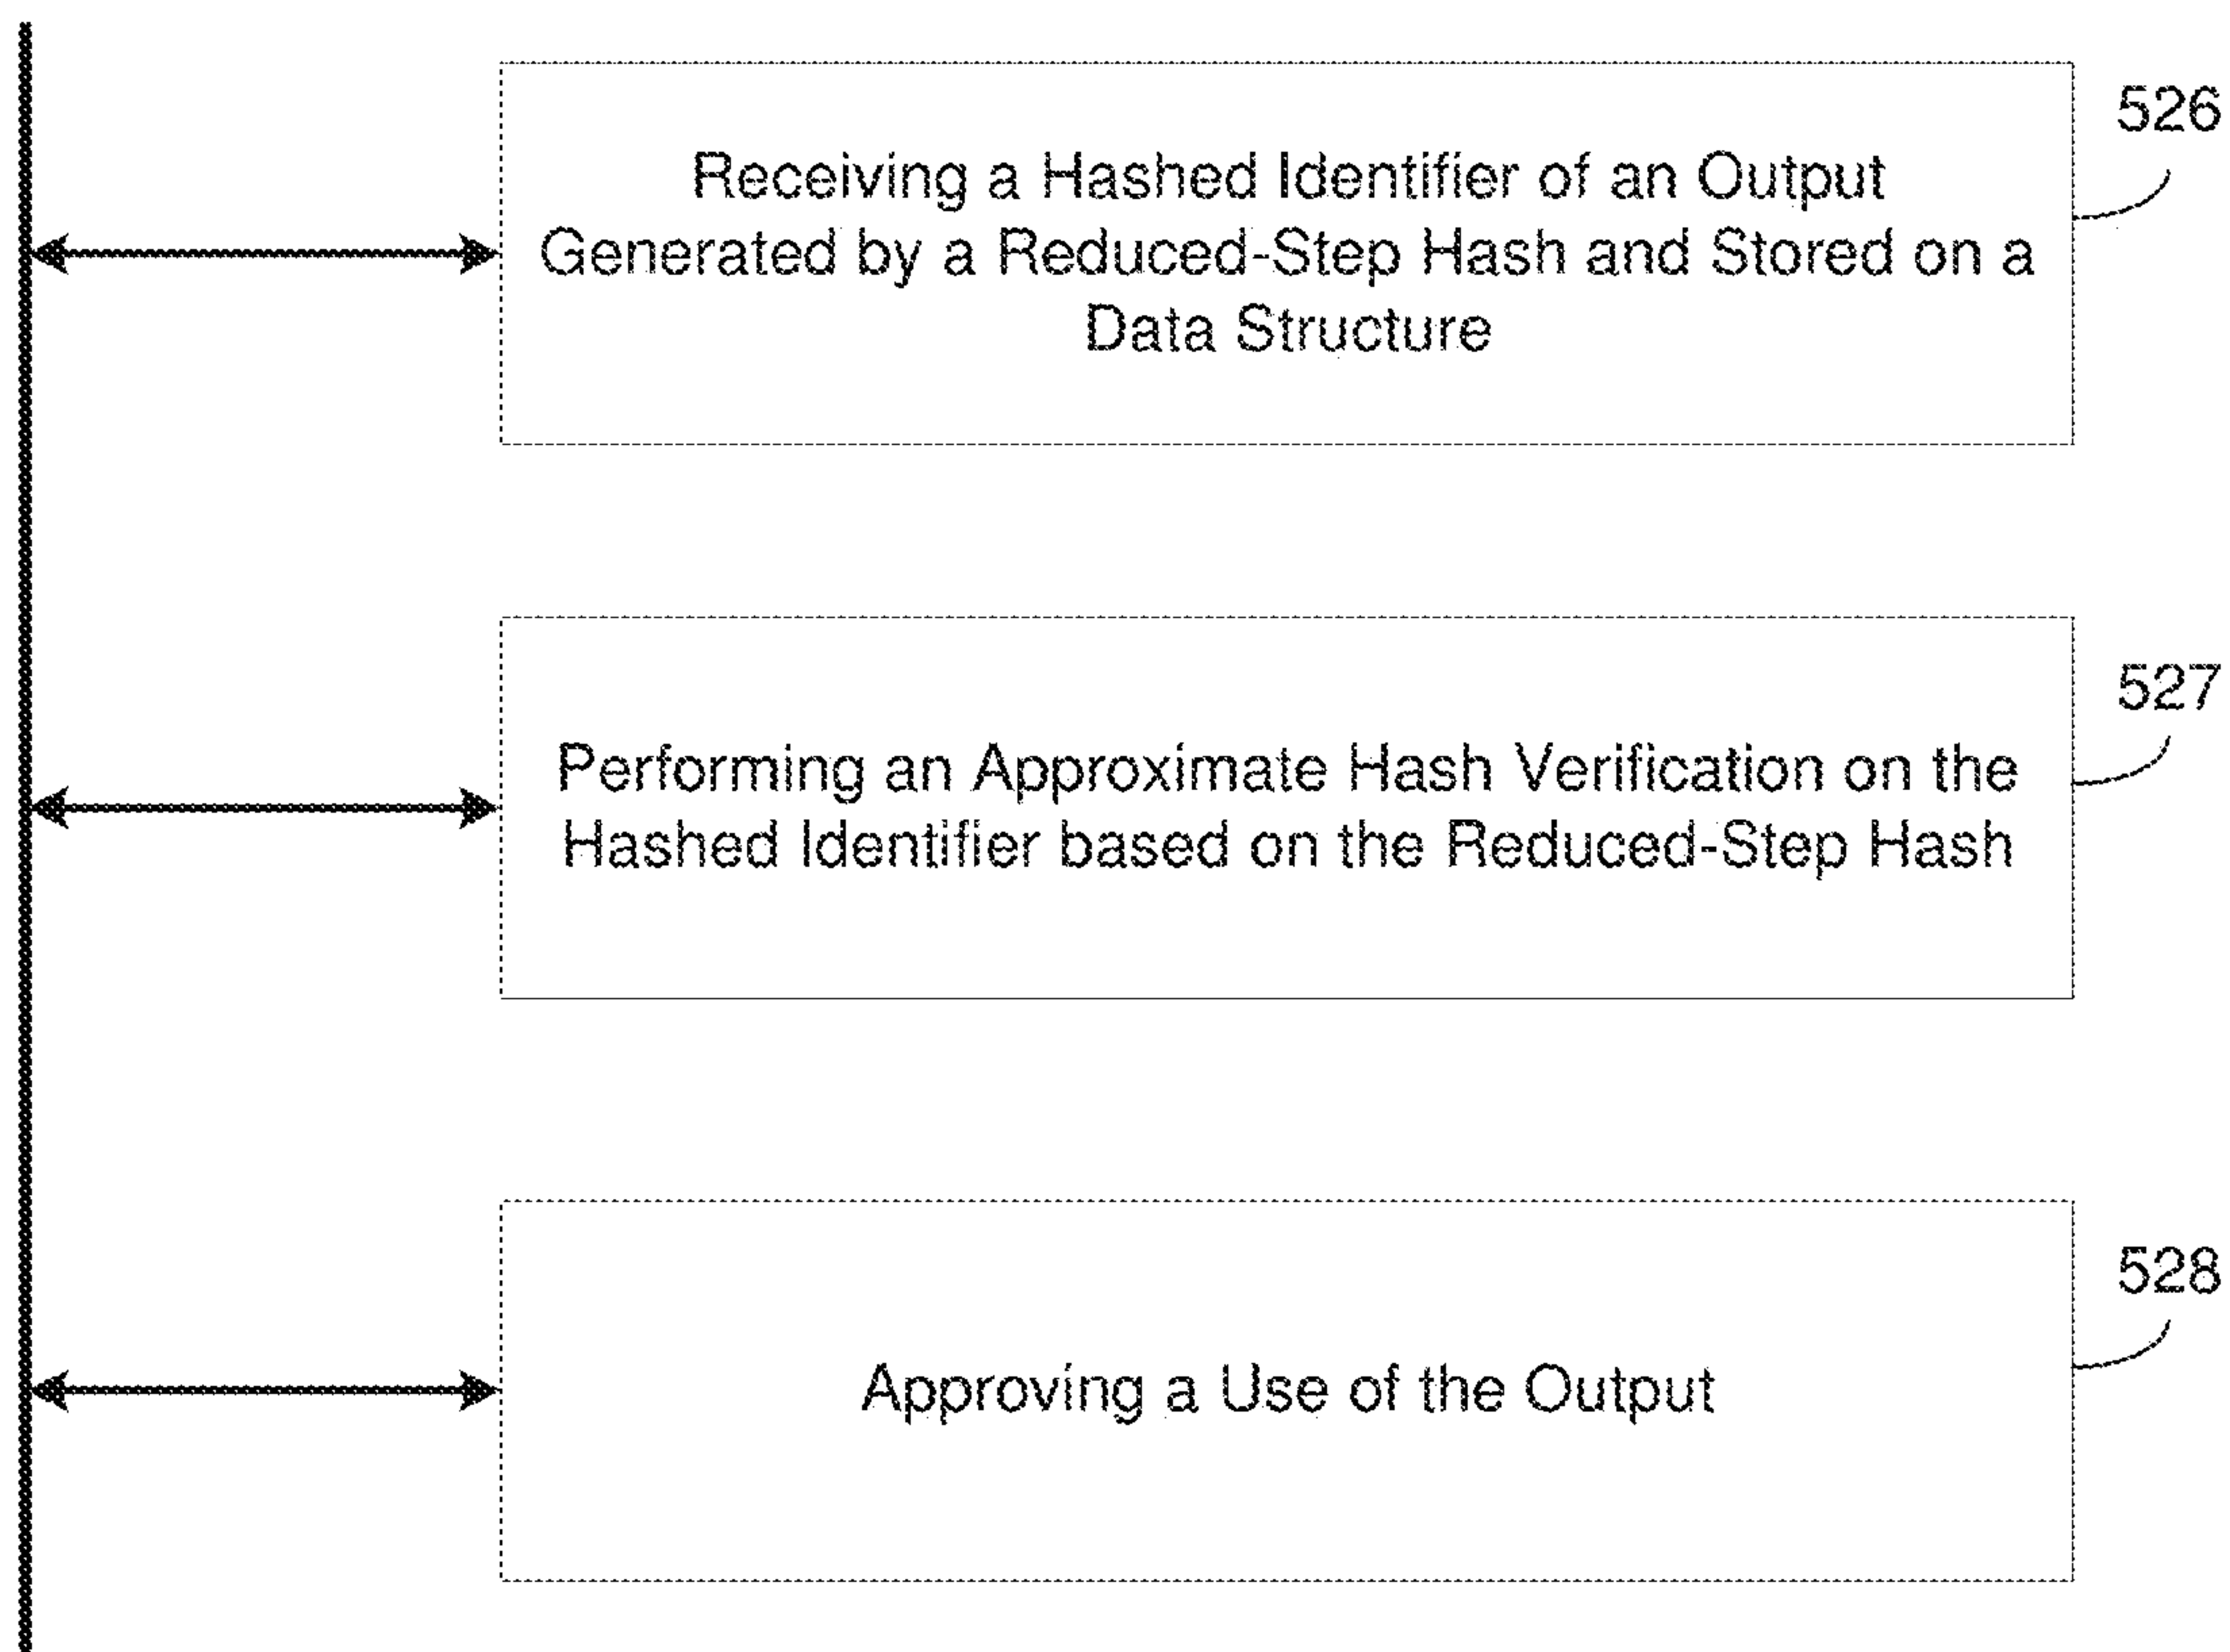 526
Receiving a Hashed Identifier of an Output
Generated by a Reduced-Step Hash and Stored on a
Data Structure
527
Performing an Approximate Hash Verification on the
Hashed Identifier based on the Reduced-Step Hash
528
Approving a Use of the Output